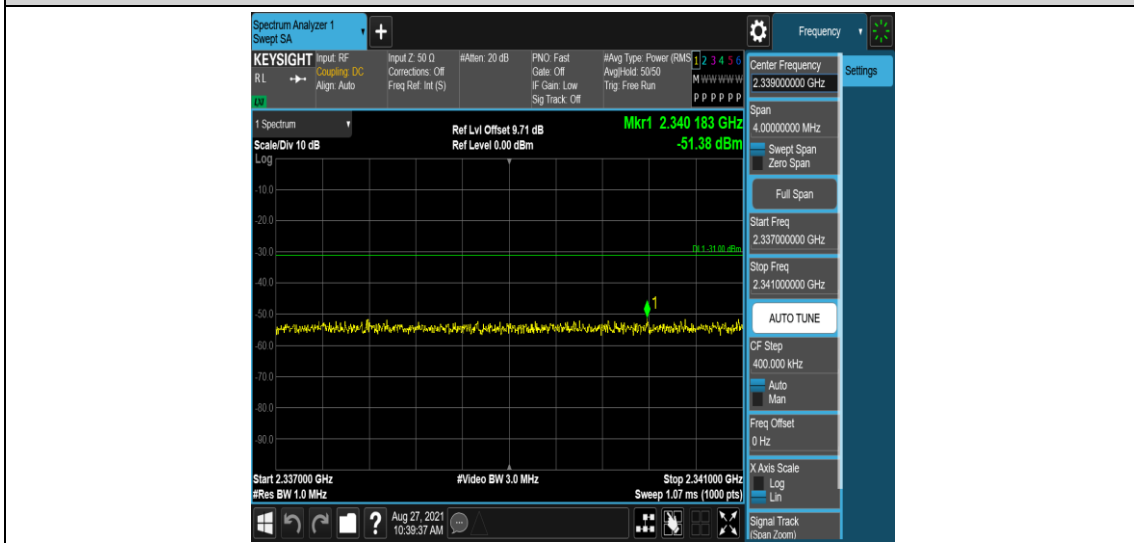 Spectrum Analyzer 1
Swept SA
+
Frequency
KEYSIGHT
RL
Input: RF
Coupling: DC
Align: Auto
Input Z: 50 Ω
Corrections: Off
Freq Ref: Int (S)
#Atten: 20 dB
PNO: Fast
Gate: Off
IF Gain: Low
Sig Track: Off
#Avg Type: Power (RMS
Avg|Hold: 50/50
Trig: Free Run
1 2 3 4 5 6
M W W W W W
P P P P P P
1 Spectrum
Scale/Div 10 dB
Ref Lvl Offset 9.71 dB
Ref Level 0.00 dBm
Mkr1 2.340 183 GHz
-51.38 dBm
Log
-10.0
-20.0
-30.0
-40.0
-50.0
-60.0
-70.0
-80.0
-90.0
DL1 -31.00 dBm
1
Start 2.337000 GHz
#Res BW 1.0 MHz
#Video BW 3.0 MHz
Stop 2.341000 GHz
Sweep 1.07 ms (1000 pts)
Center Frequency
2.339000000 GHz
Settings
Span
4.00000000 MHz
Swept Span
Zero Span
Full Span
Start Freq
2.337000000 GHz
Stop Freq
2.341000000 GHz
AUTO TUNE
CF Step
400.000 kHz
Auto
Man
Freq Offset
0 Hz
X Axis Scale
Log
Lin
Signal Track
(Span Zoom)
?
Aug 27, 2021
10:39:37 AM